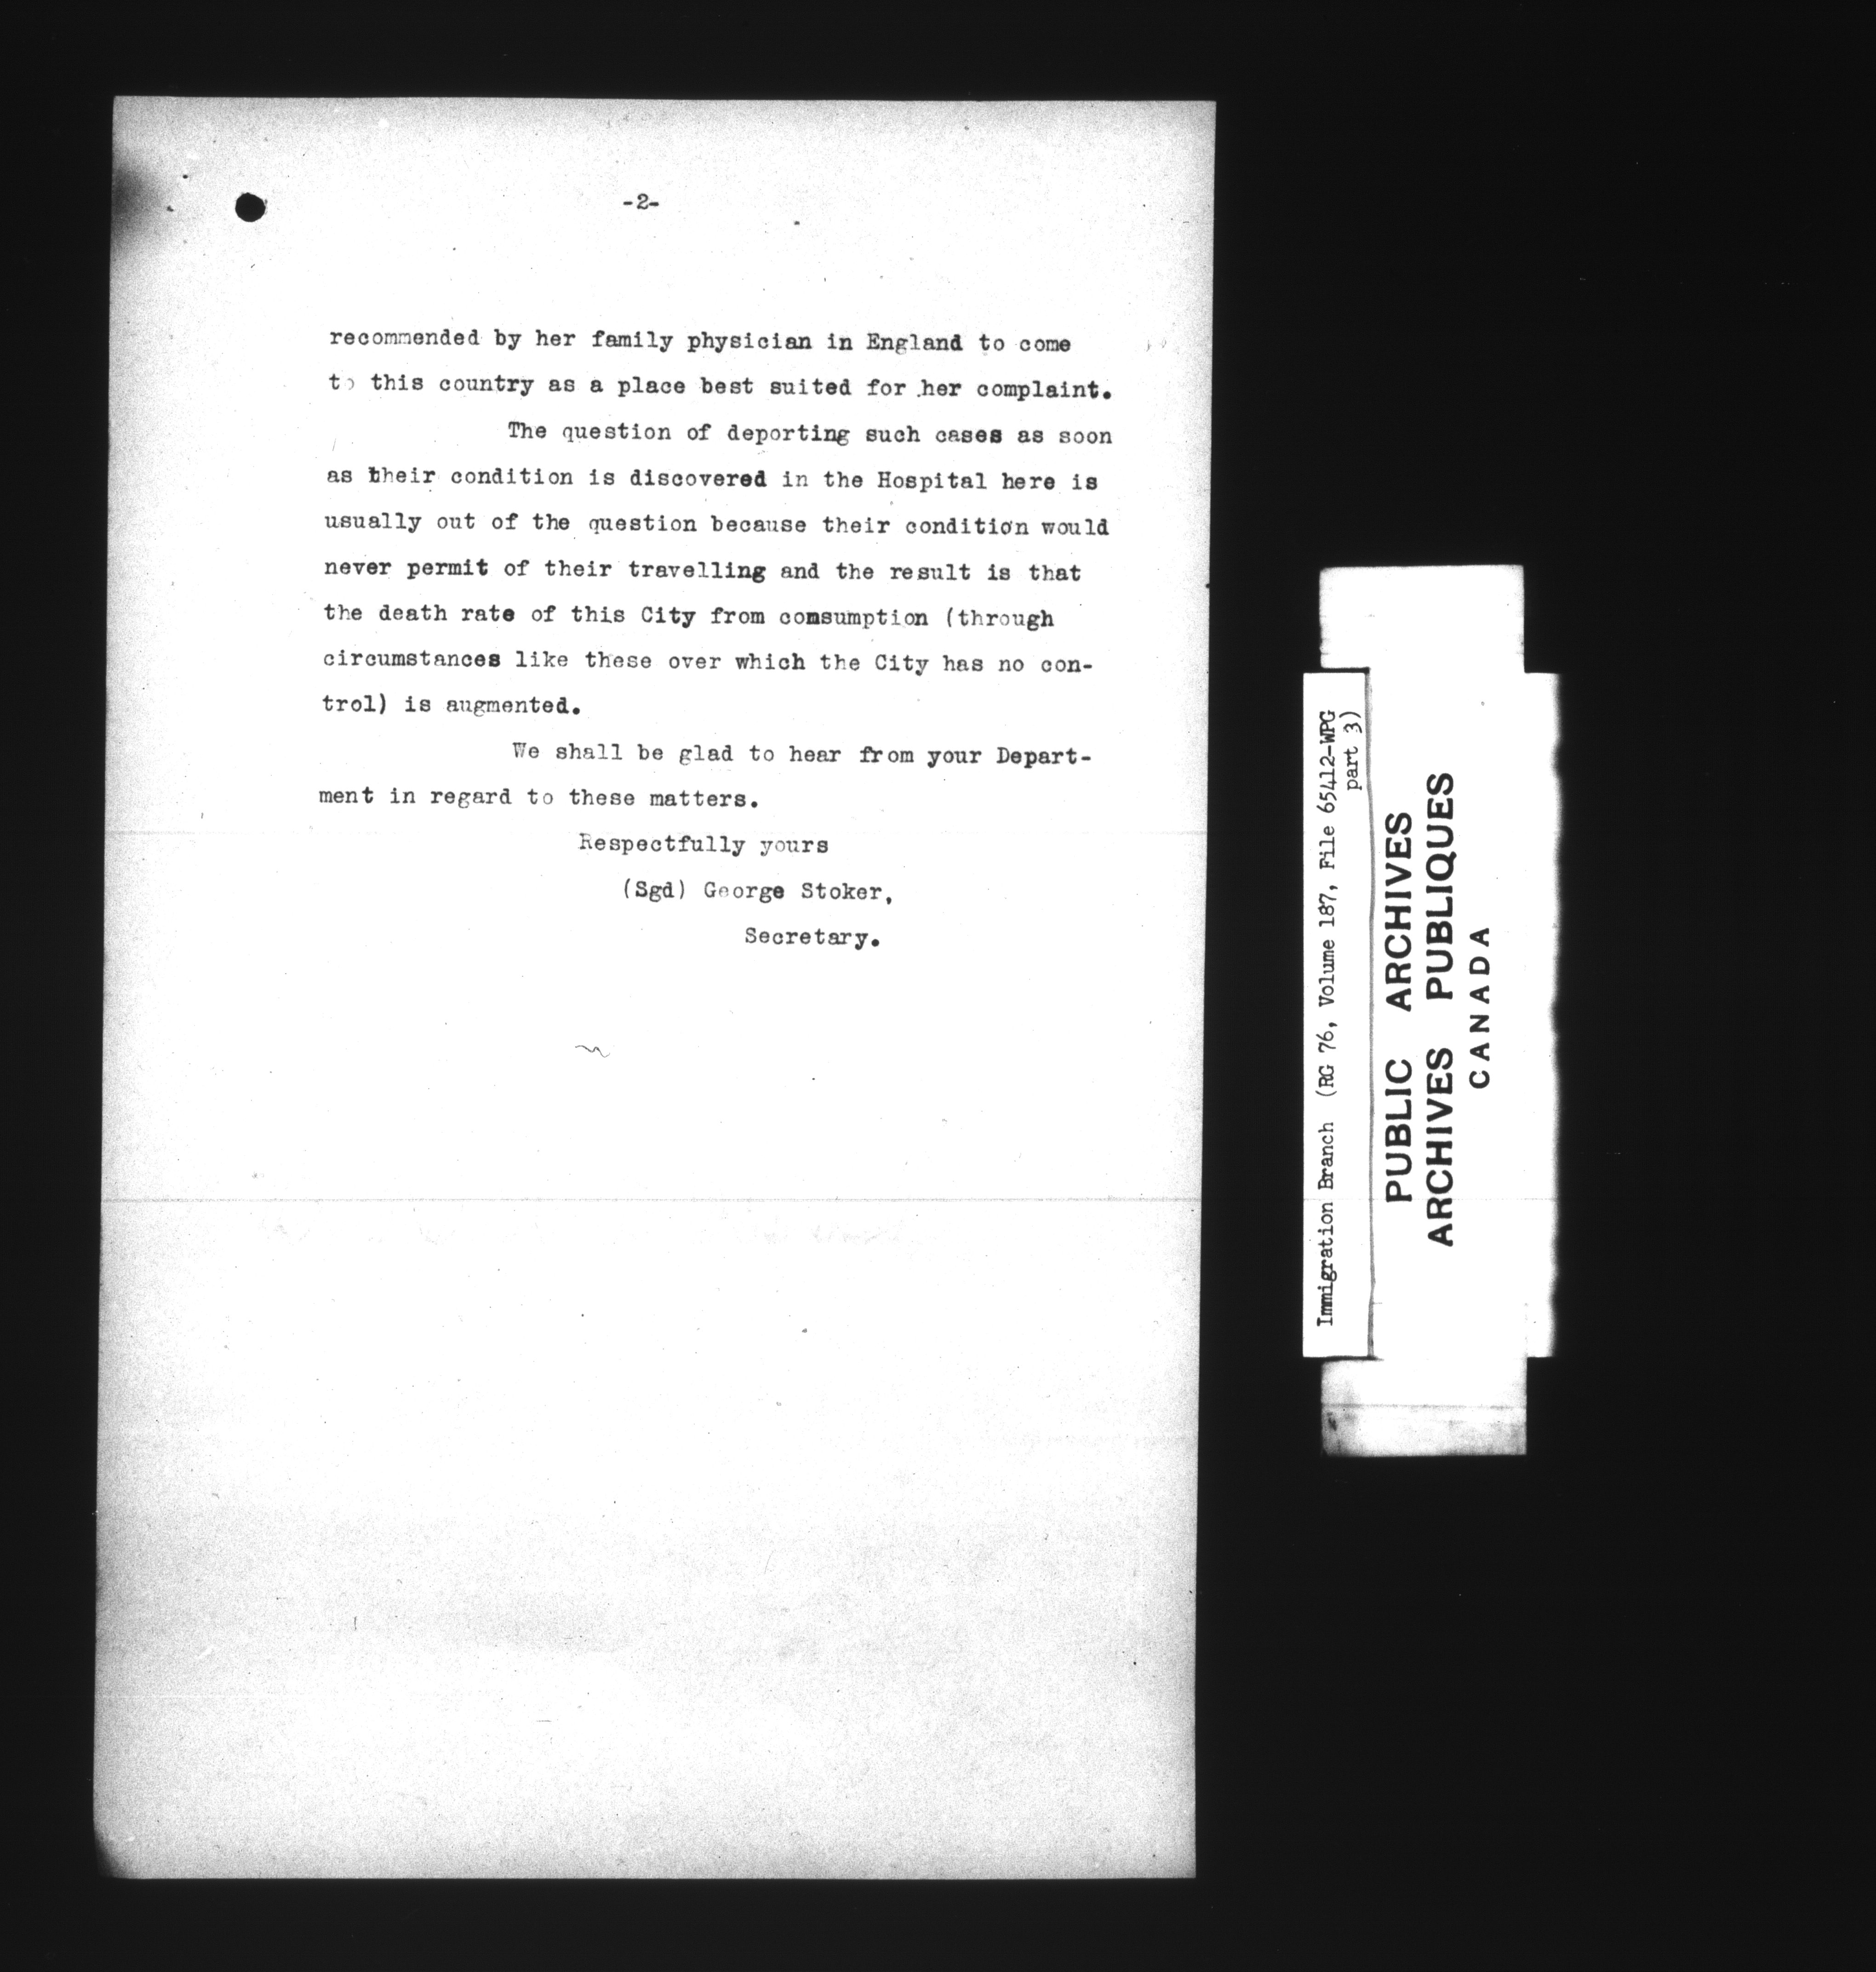 -2-
recommended by her family physician in England to come
to this country as a place best suited for her complaint.
The question of deporting such cases as soon
as their condition is discovered in the Hospital here is
usually out of the question because their condition would
never permit of their travelling and the result is that
the death rate of this City from comsumption (through
circumstances like these over which the City has no con-
trol) is augmented.
We shall be glad to hear from your Depart-
ment in regard to these matters.
Respectfully yours
(Sgd) George Stoker,
Secretary.
Immigration Branch (RG 76, Volume 187, File 65412-WPG
part 3)
PUBLIC ARCHIVES
ARCHIVES PUBLIQUES
CANADA